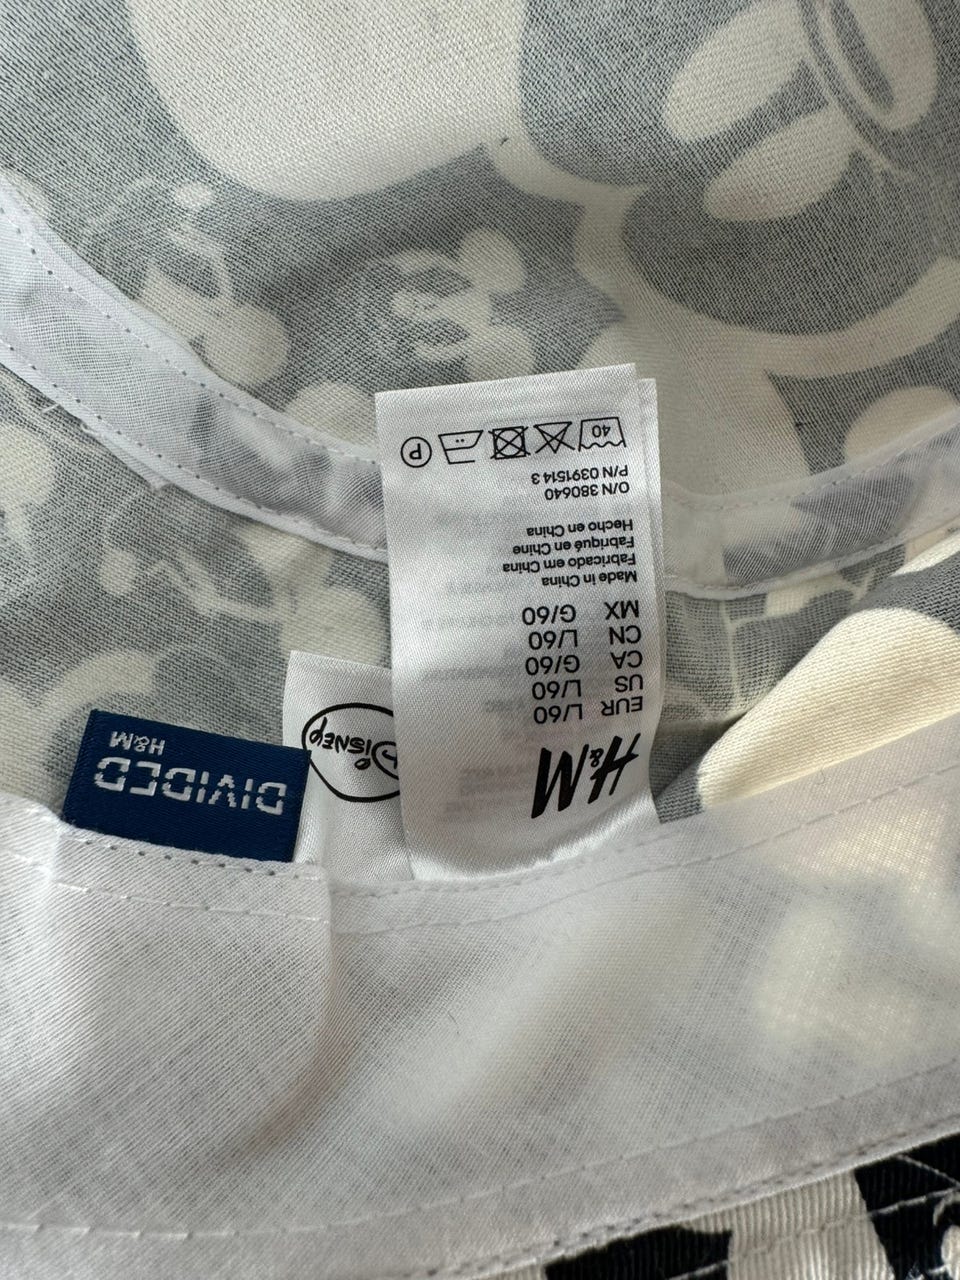 H&M
EUR L/60
US L/60
CA G/60
CN L/60
MX G/60
Made in China
Fabricado em China
Fabriqué en Chine
Hecho en China
O/N 380640
P/N 0391514 3
40
P
Disney
DIVIDED
H&M